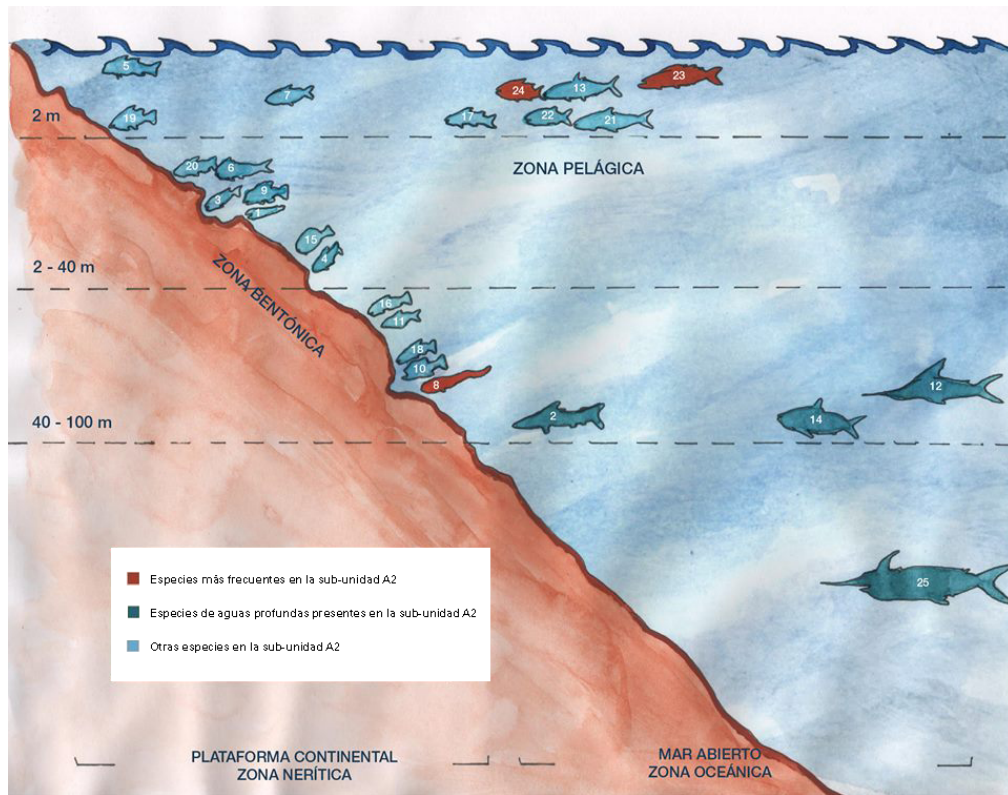 5
23
24
13
7
2 m
19
17
22
21
ZONA PELÁGICA
20
6
3
9
1
15
4
2 - 40 m
ZONA BENTÓNICA
16
11
18
10
8
12
2
14
40 - 100 m
25
Especies más frecuentes en la sub-unidad A2
Especies de aguas profundas presentes en la sub-unidad A2
Otras especies en la sub-unidad A2
PLATAFORMA CONTINENTAL
ZONA NERÍTICA
MAR ABIERTO
ZONA OCEÁNICA